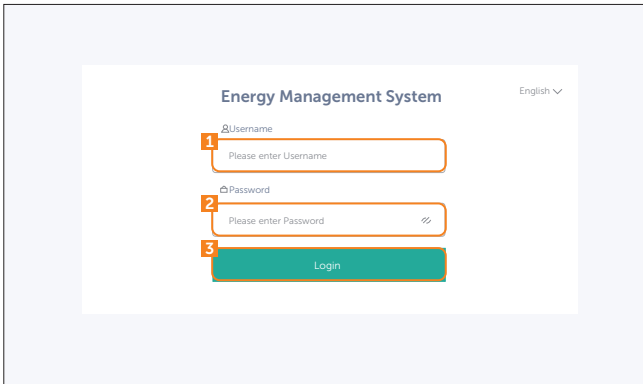 Energy Management System
English
Username
1
Please enter Username
Password
2
Please enter Password
3
Login